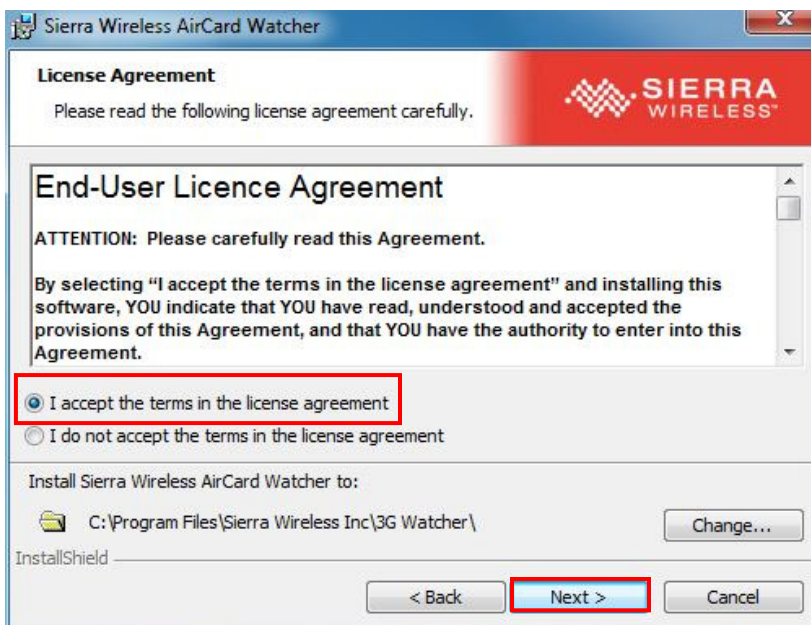 Sierra Wireless AirCard Watcher
x
License Agreement
Please read the following license agreement carefully.
SIERRA
WIRELESS™
End-User Licence Agreement
ATTENTION: Please carefully read this Agreement.
By selecting “I accept the terms in the license agreement” and installing this
software, YOU indicate that YOU have read, understood and accepted the
provisions of this Agreement, and that YOU have the authority to enter into this
Agreement.
I accept the terms in the license agreement
I do not accept the terms in the license agreement
Install Sierra Wireless AirCard Watcher to:
C:\Program Files\Sierra Wireless Inc\3G Watcher\
Change...
InstallShield
< Back
Next >
Cancel